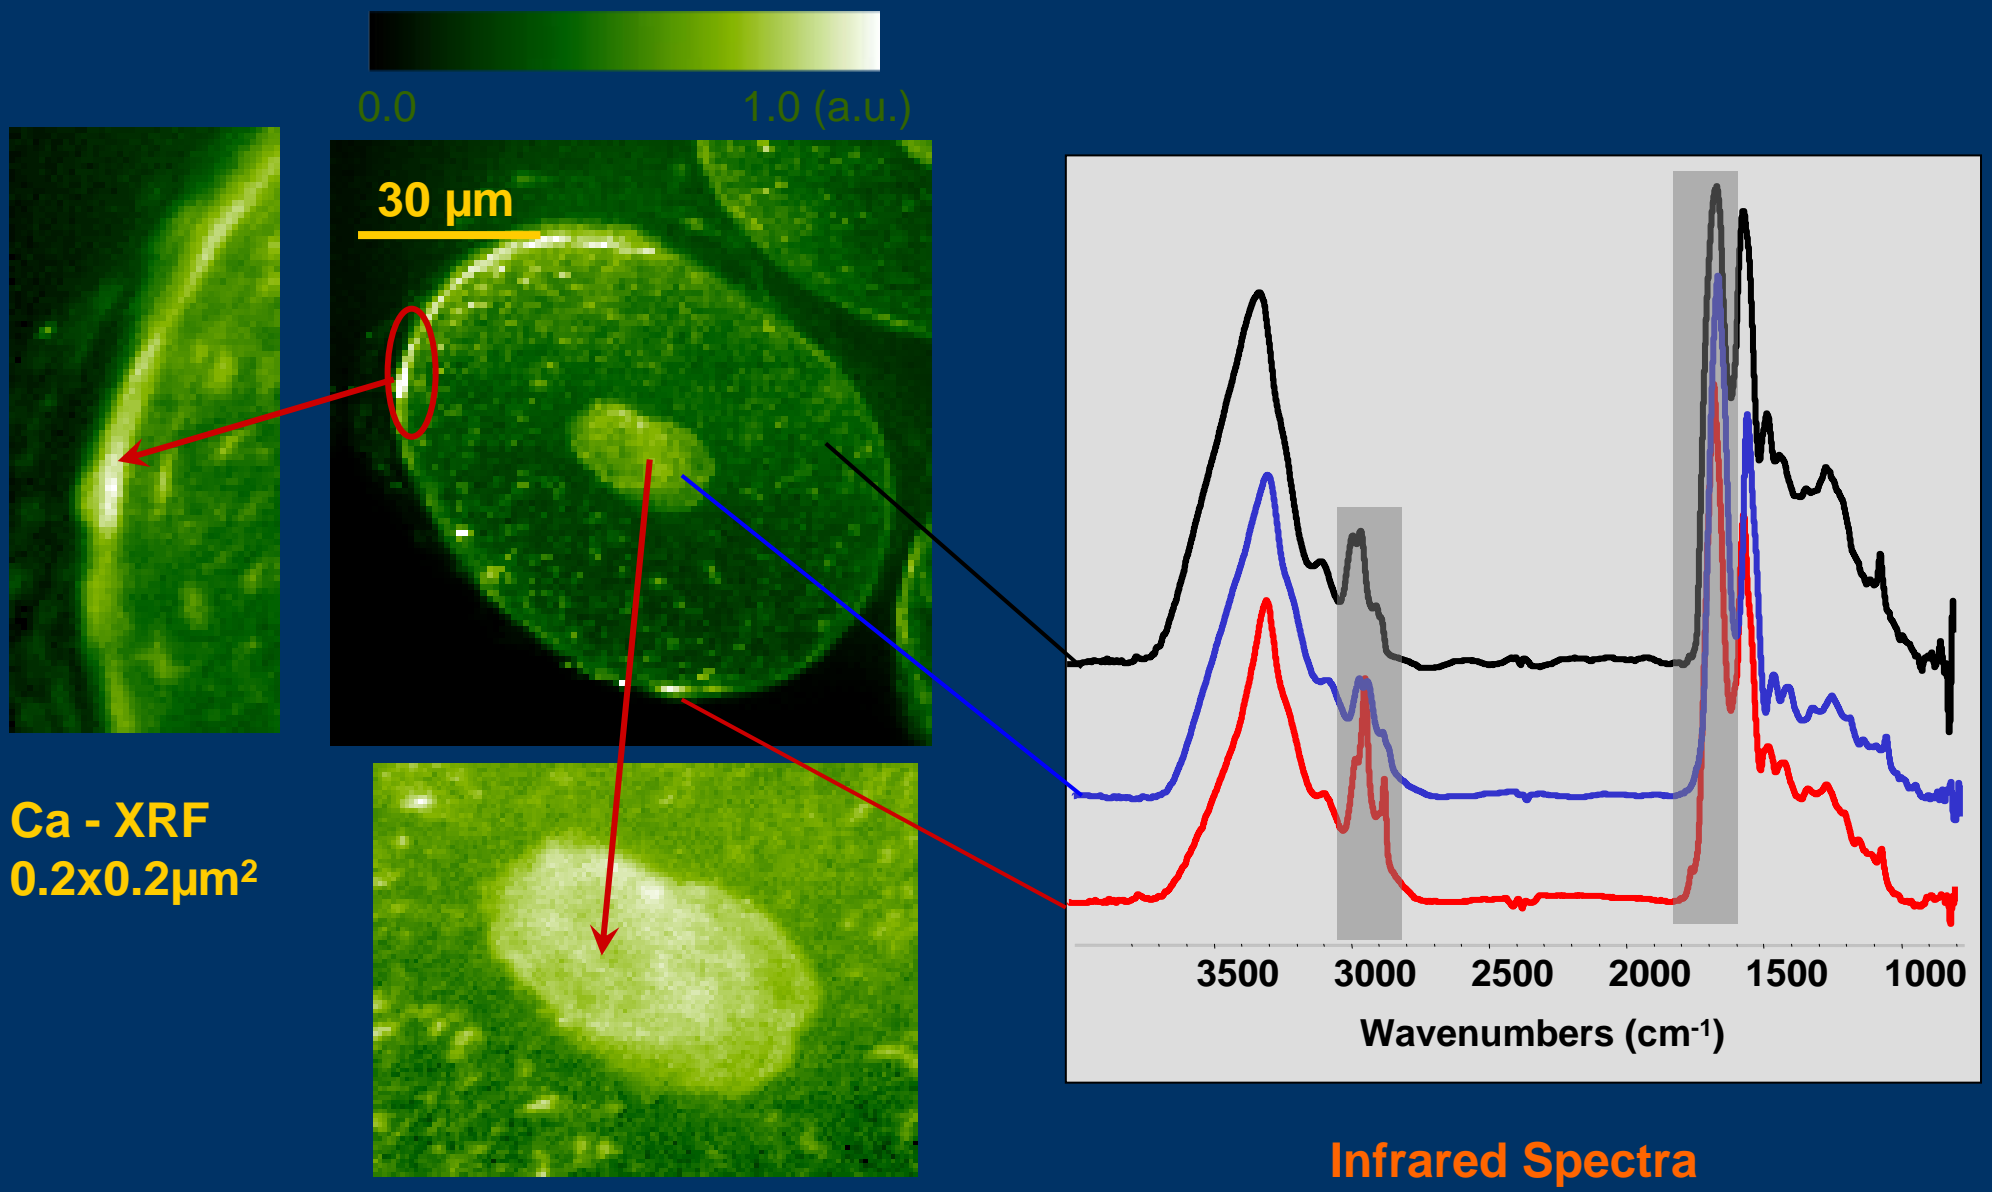 0.0 1.0 (a.u.)
30 µm
Ca - XRF
0.2x0.2µm²
3500 3000 2500 2000 1500 1000
Wavenumbers (cm⁻¹)
Infrared Spectra